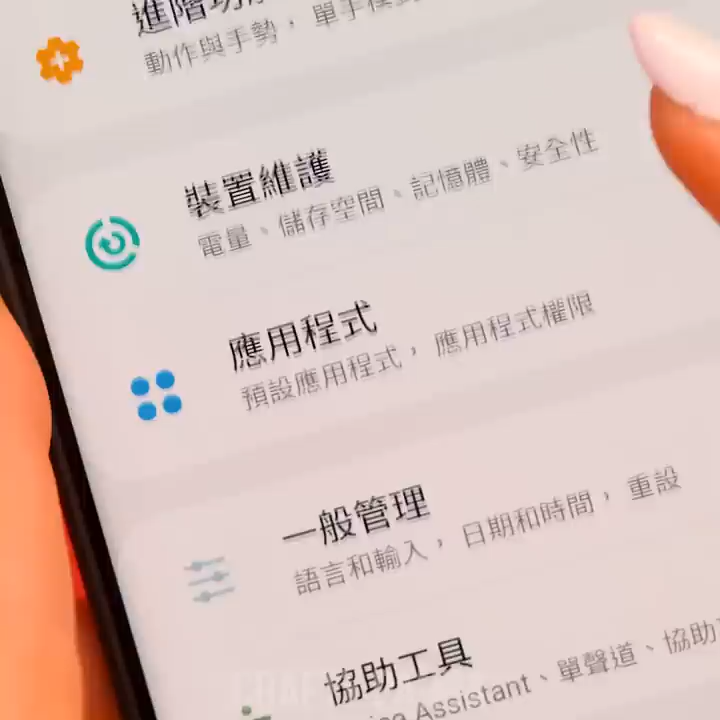 進階功能
動作與手勢，單手模式
裝置維護
電量、儲存空間、記憶體、安全性
應用程式
預設應用程式，應用程式權限
一般管理
語言和輸入，日期和時間，重設
協助工具
Assistant、單聲道、協助